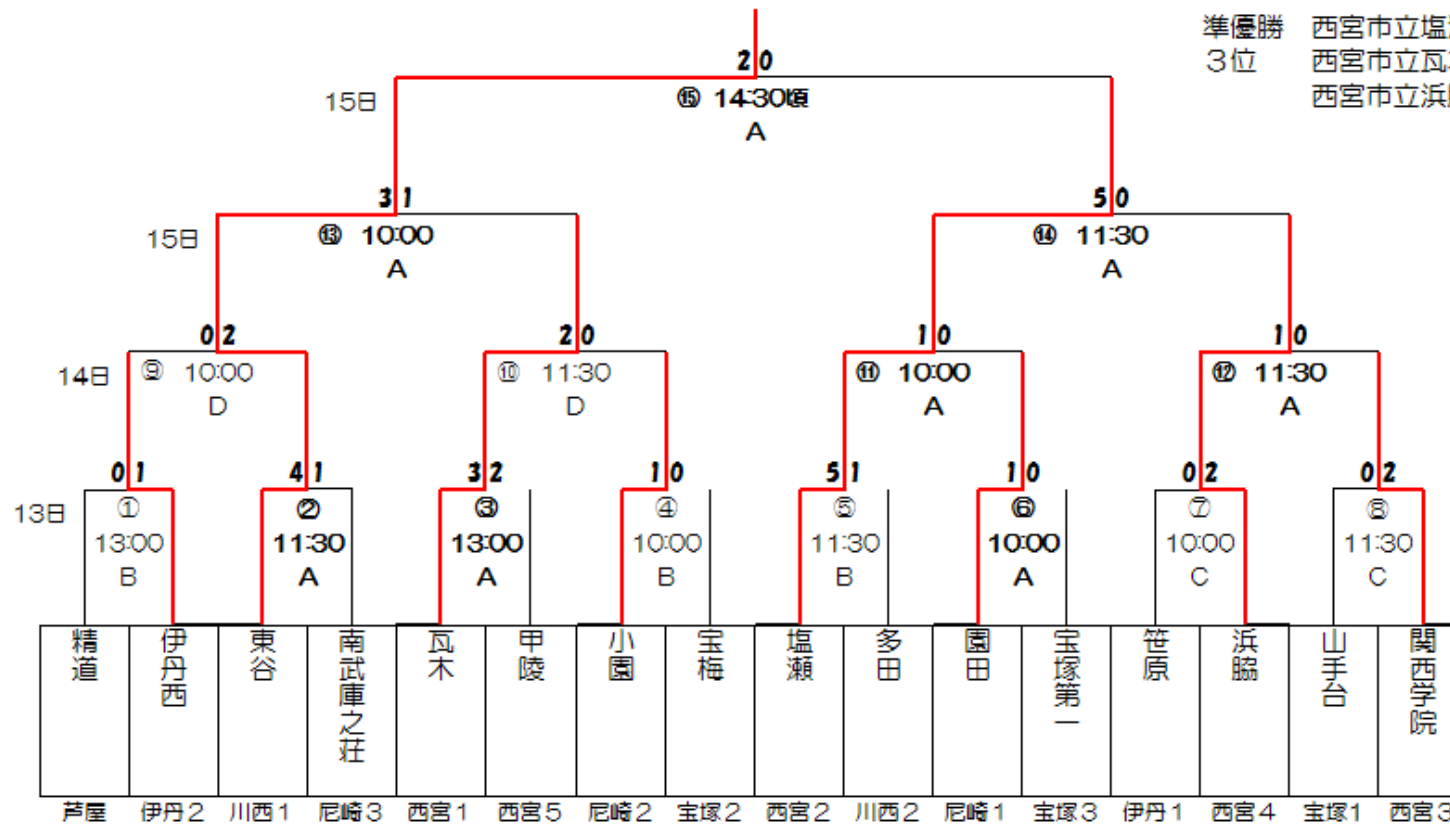 準優勝 西宮市立塩
３位 西宮市立瓦
西宮市立浜
2 0
15日 ⑮ 14:30頃
A
3 1 5 0
15日 ⑬ 10:00 ⑭ 11:30
A A
0 2 2 0 1 0 1 0
14日 ⑨ 10:00 ⑩ 11:30 ⑪ 10:00 ⑫ 11:30
D D A A
0 1 4 1 3 2 1 0 5 1 1 0 0 2 0 2
13日 ① ② ③ ④ ⑤ ⑥ ⑦ ⑧
13:00 11:30 13:00 10:00 11:30 10:00 10:00 11:30
B A A B B A C C
精道 伊丹西 東谷 南武庫之荘 瓦木 甲陵 小園 宝梅 塩瀬 多田 園田 宝塚第一 笹原 浜脇 山手台 関西学院
芦屋 伊丹２ 川西１ 尼崎３ 西宮１ 西宮５ 尼崎２ 宝塚２ 西宮２ 川西２ 尼崎１ 宝塚３ 伊丹１ 西宮４ 宝塚１ 西宮３